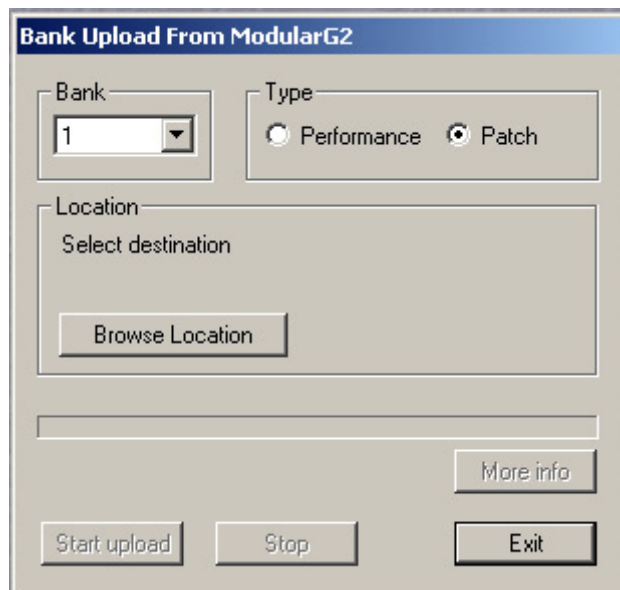 Bank Upload From ModularG2
Bank
Type
1
Performance
Patch
Location
Select destination
Browse Location
More info
Start upload
Stop
Exit